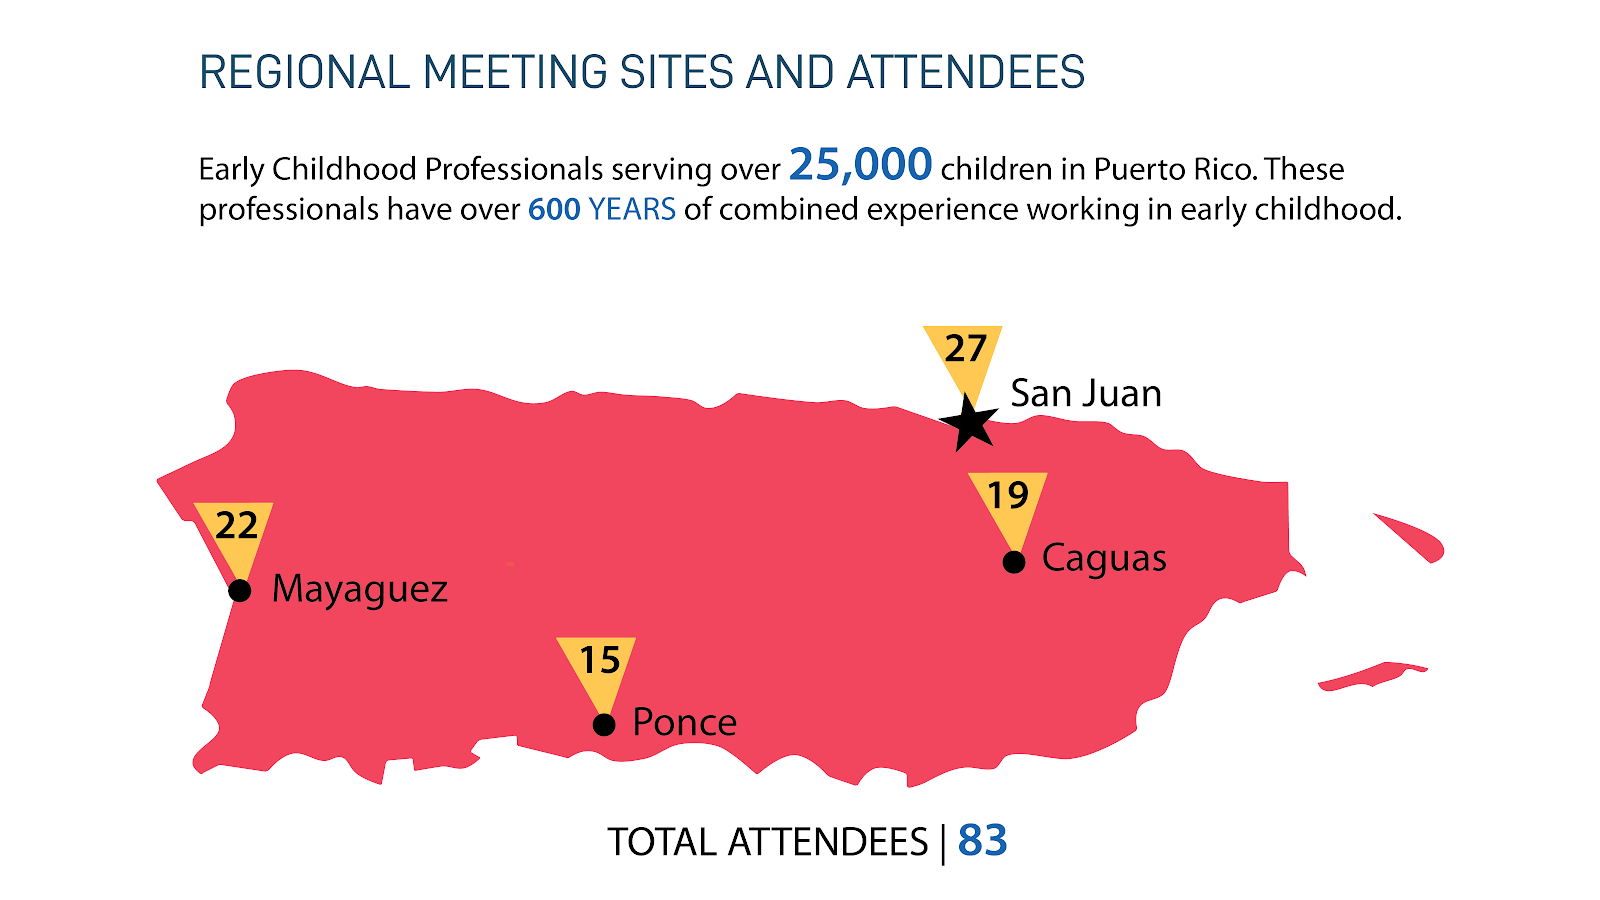 REGIONAL MEETING SITES AND ATTENDEES
Early Childhood Professionals serving over 25,000 children in Puerto Rico. These
professionals have over 600 YEARS of combined experience working in early childhood.
27
San Juan
19
Caguas
22
Mayaguez
15
Ponce
TOTAL ATTENDEES | 83